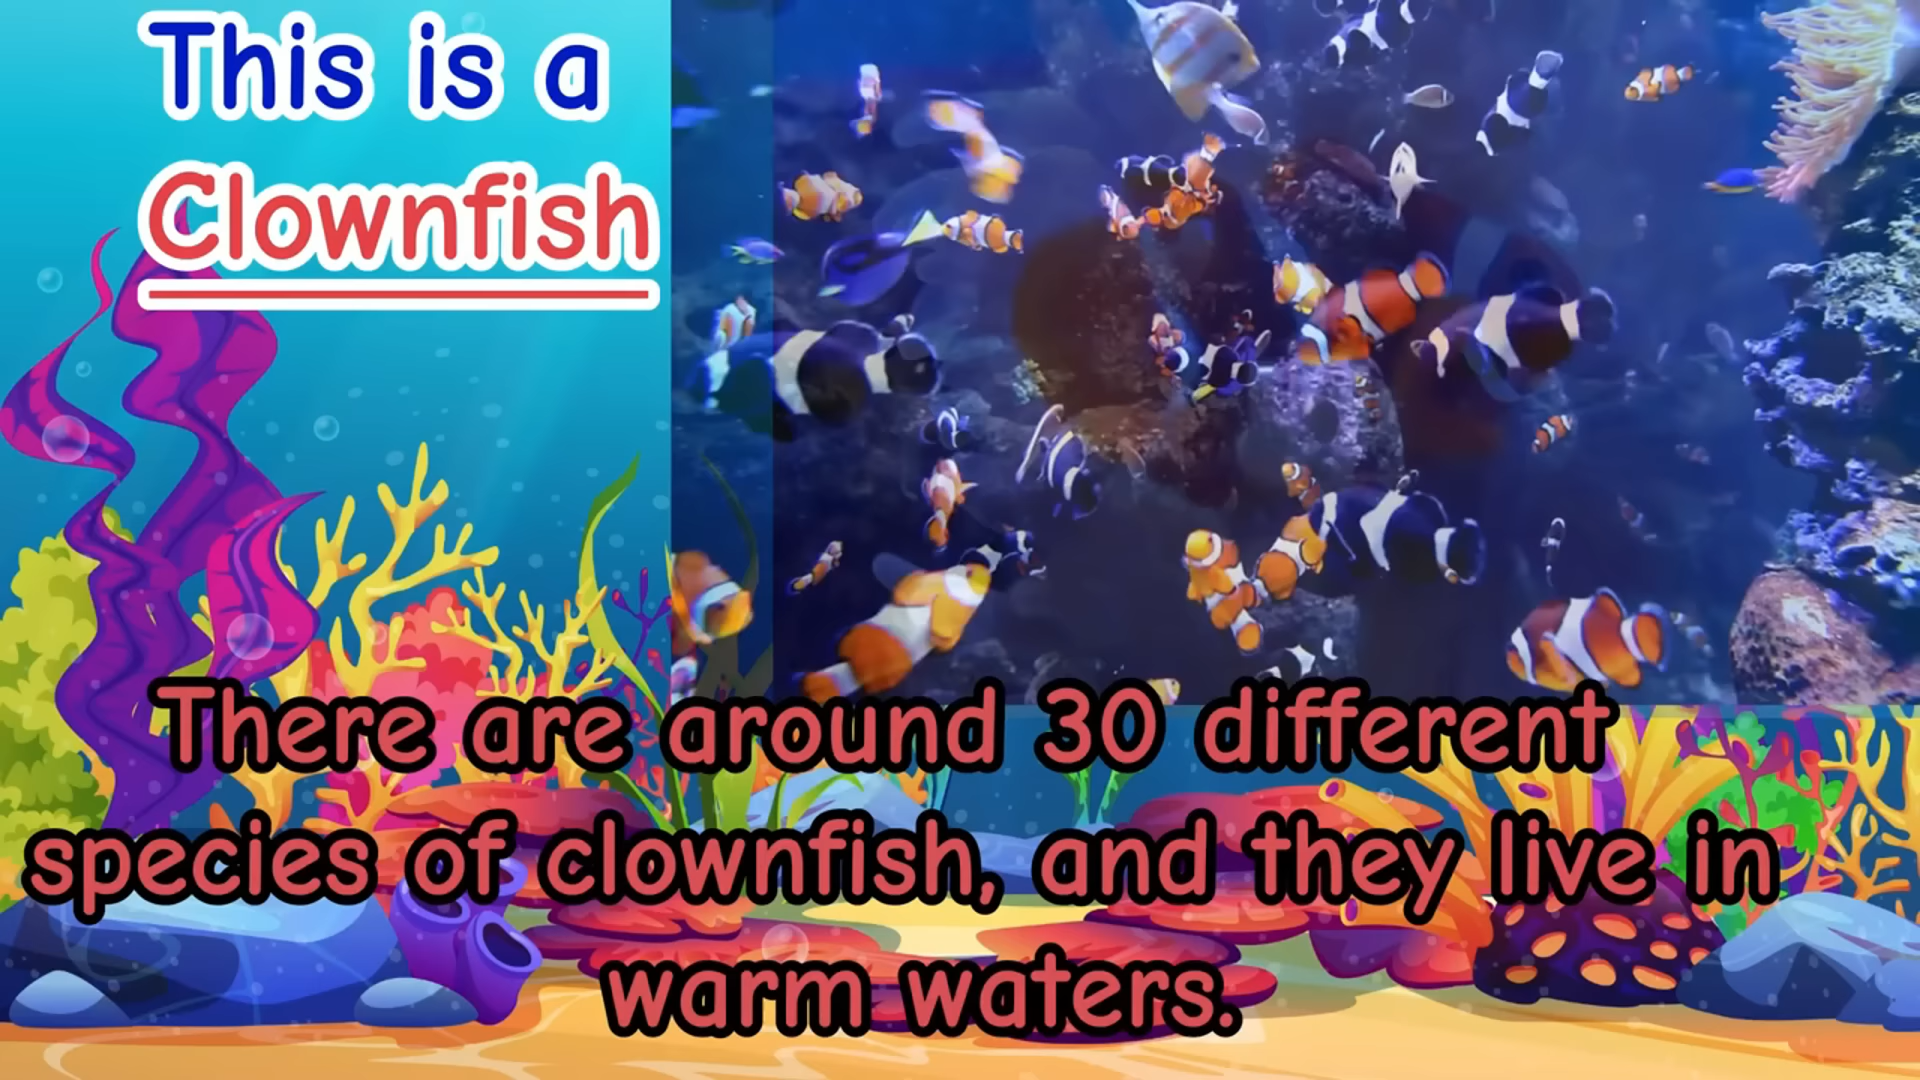 This is a
Clownfish
There are around 30 different
species of clownfish, and they live in
warm waters.